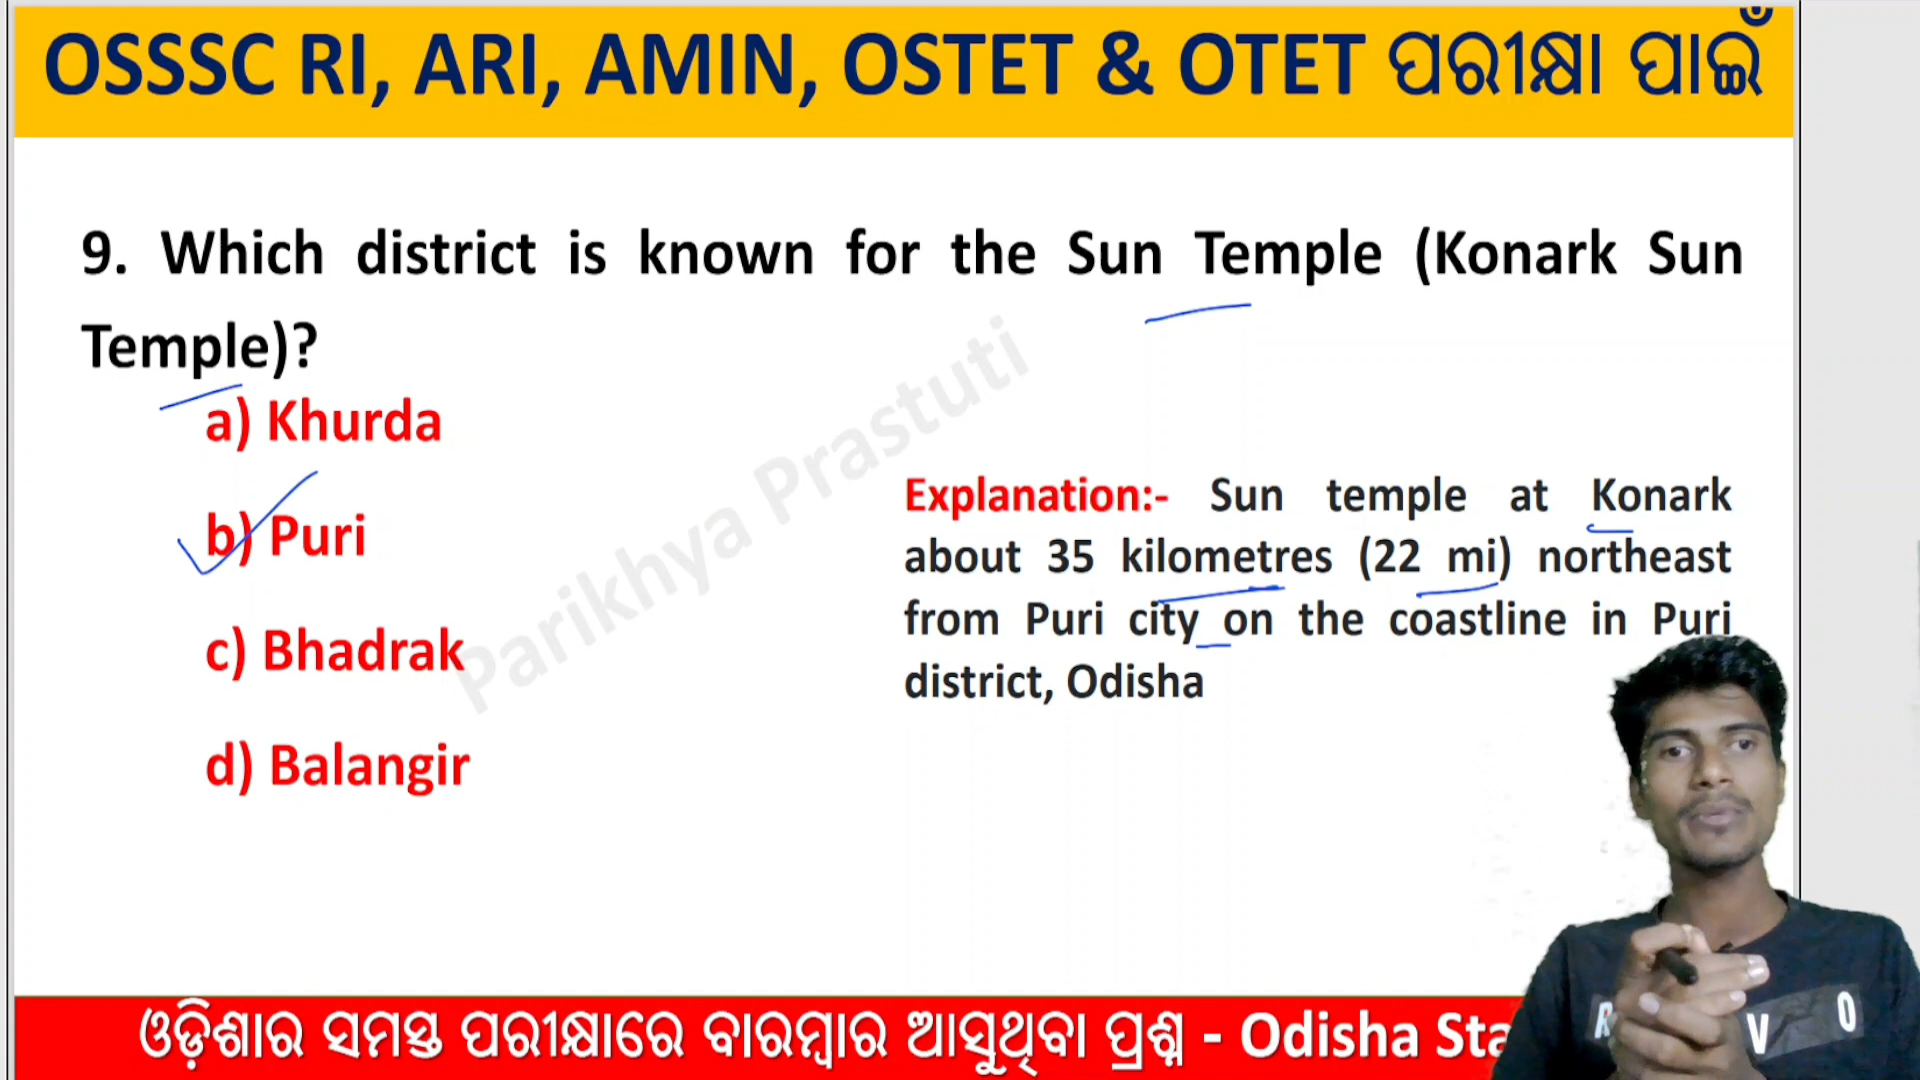 OSSSC RI, ARI, AMIN, OSTET & OTET ପରୀକ୍ଷା ପାଇଁ
9. Which district is known for the Sun Temple (Konark Sun
Temple)?
a) Khurda
b) Puri
c) Bhadrak
d) Balangir
Explanation:- Sun temple at Konark
about 35 kilometres (22 mi) northeast
from Puri city on the coastline in Puri
district, Odisha
Parikhya Prastuti
ଓଡ଼ିଶାର ସମସ୍ତ ପରୀକ୍ଷାରେ ବାରମ୍ବାର ଆସୁଥିବା ପ୍ରଶ୍ନ - Odisha Sta